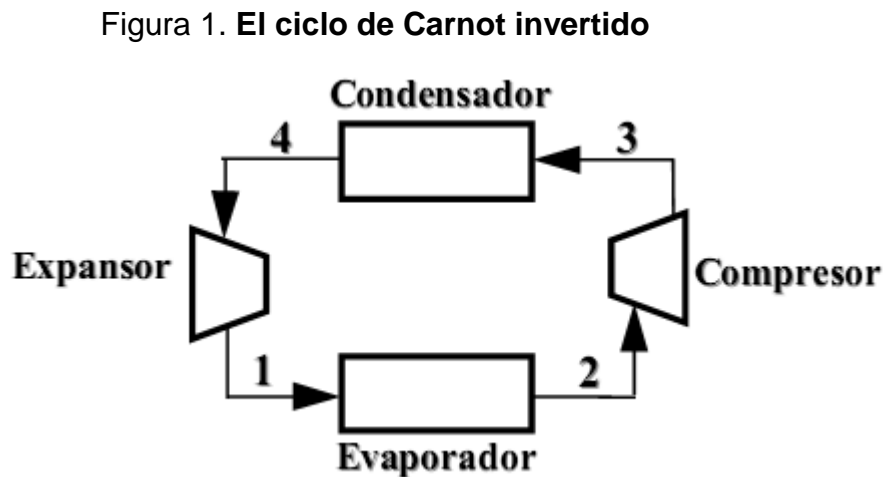 Figura 1. El ciclo de Carnot invertido
Condensador
4
3
Expansor
Compresor
1
2
Evaporador